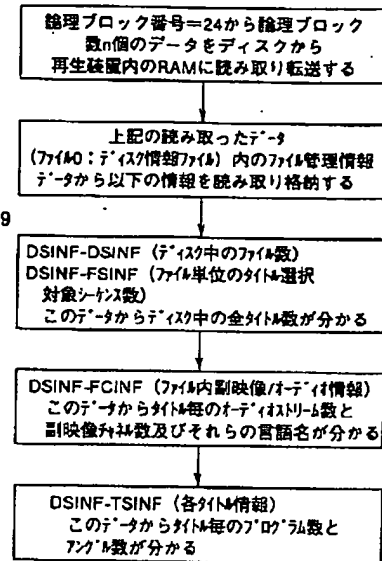 論理ブロック番号=24から論理ブロック
数n個のデータをディスクから
再生装置内のRAMに読み取り転送する
上記の読み取ったデータ
(ファイル0:ディスク情報ファイル)内のファイル管理情報
データから以下の情報を読み取り格納する
9
DSINF-DSINF(ディスク中のファイル数)
DSINF-FSINF(ファイル単位のタイトル選択
対象シーケンス数)
このデータからディスク中の全タイトル数が分かる
DSINF-FCINF(ファイル内副映像/オーディオ情報)
このデータからタイトル毎のオーディオストリーム数と
副映像チャネル数及びそれらの言語名が分かる
DSINF-TSINF(各タイトル情報)
このデータからタイトル毎のプログラム数と
アングル数が分かる